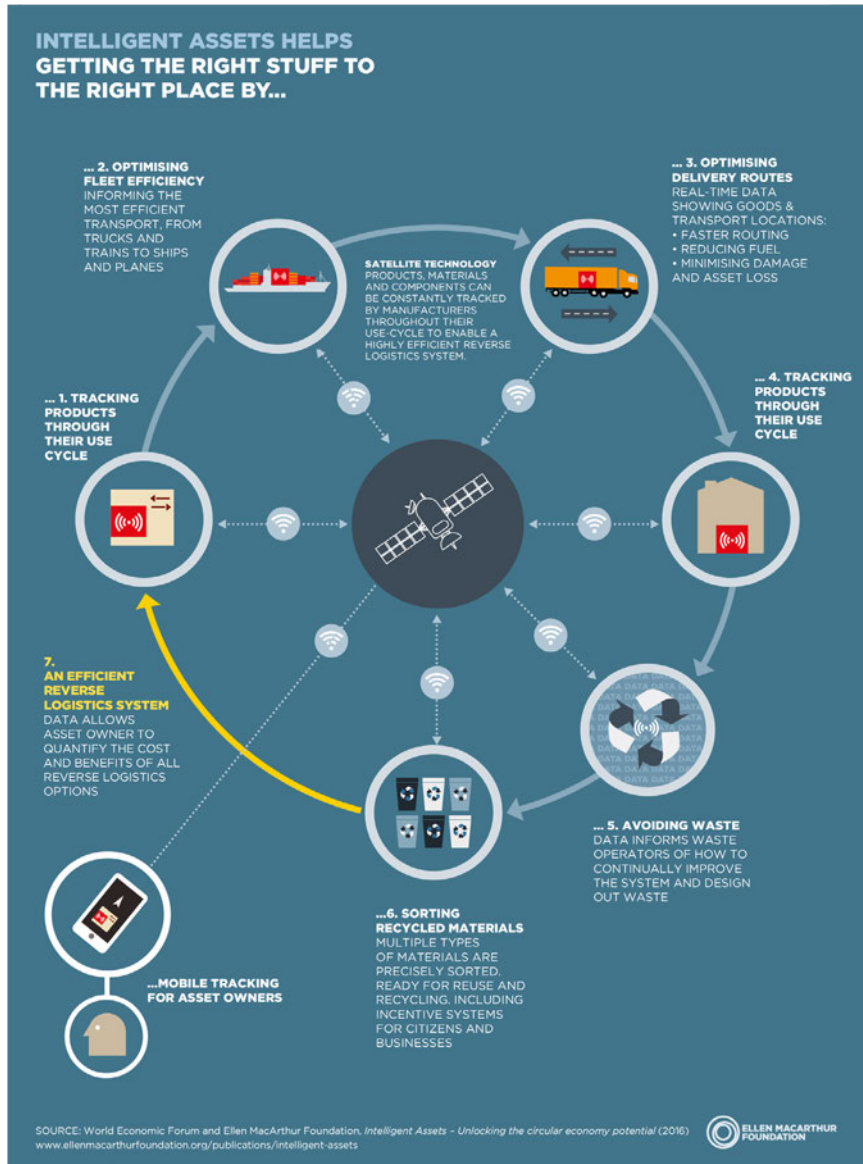 INTELLIGENT ASSETS HELPS
GETTING THE RIGHT STUFF TO
THE RIGHT PLACE BY...
... 2. OPTIMISING
FLEET EFFICIENCY
INFORMING THE
MOST EFFICIENT
TRANSPORT, FROM
TRUCKS AND
TRAINS TO SHIPS
AND PLANES
SATELLITE TECHNOLOGY
PRODUCTS, MATERIALS
AND COMPONENTS CAN
BE CONSTANTLY TRACKED
BY MANUFACTURERS
THROUGHOUT THEIR
USE-CYCLE TO ENABLE A
HIGHLY EFFICIENT REVERSE
LOGISTICS SYSTEM.
... 3. OPTIMISING
DELIVERY ROUTES
REAL-TIME DATA
SHOWING GOODS &
TRANSPORT LOCATIONS:
• FASTER ROUTING
• REDUCING FUEL
• MINIMISING DAMAGE
AND ASSET LOSS
... 1. TRACKING
PRODUCTS
THROUGH
THEIR USE
CYCLE
... 4. TRACKING
PRODUCTS
THROUGH
THEIR USE
CYCLE
7.
AN EFFICIENT
REVERSE
LOGISTICS SYSTEM
DATA ALLOWS
ASSET OWNER TO
QUANTIFY THE COST
AND BENEFITS OF ALL
REVERSE LOGISTICS
OPTIONS
DATA DATA DATA
... 5. AVOIDING WASTE
DATA INFORMS WASTE
OPERATORS OF HOW TO
CONTINUALLY IMPROVE
THE SYSTEM AND DESIGN
OUT WASTE
...6. SORTING
RECYCLED MATERIALS
MULTIPLE TYPES
OF MATERIALS ARE
PRECISELY SORTED.
READY FOR REUSE AND
RECYCLING. INCLUDING
INCENTIVE SYSTEMS
FOR CITIZENS AND
BUSINESSES
...MOBILE TRACKING
FOR ASSET OWNERS
SOURCE: World Economic Forum and Ellen MacArthur Foundation, Intelligent Assets – Unlocking the circular economy potential (2016)
www.ellenmacarthurfoundation.org/publications/intelligent-assets
ELLEN MACARTHUR
FOUNDATION